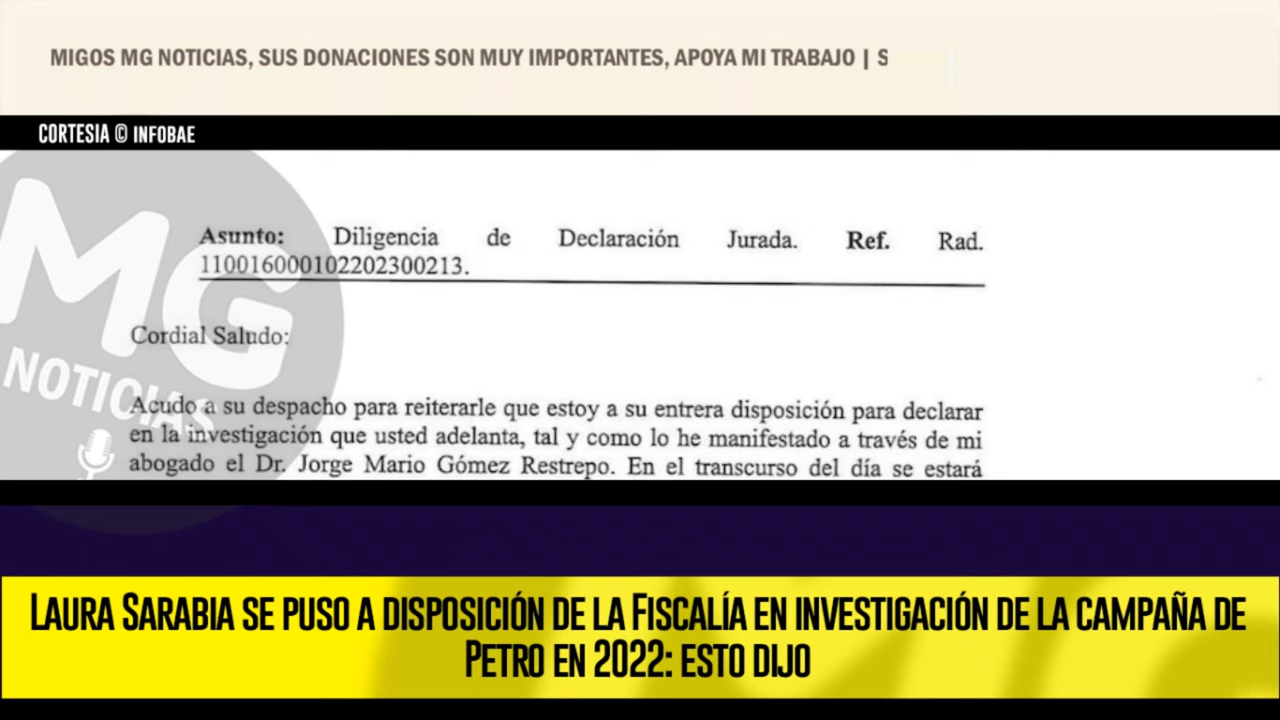 MIGOS MG NOTICIAS, SUS DONACIONES SON MUY IMPORTANTES, APOYA MI TRABAJO | S
CORTESIA © INFOBAE
MG
NOTICIAS
Asunto: Diligencia de Declaración Jurada. Ref. Rad.
110016000102202300213.
Cordial Saludo:
Acudo a su despacho para reiterarle que estoy a su entrera disposición para declarar
en la investigación que usted adelanta, tal y como lo he manifestado a través de mi
abogado el Dr. Jorge Mario Gómez Restrepo. En el transcurso del día se estará
LAURA SARABIA SE PUSO A DISPOSICIÓN DE LA FISCALÍA EN INVESTIGACIÓN DE LA CAMPAÑA DE
PETRO EN 2022: ESTO DIJO